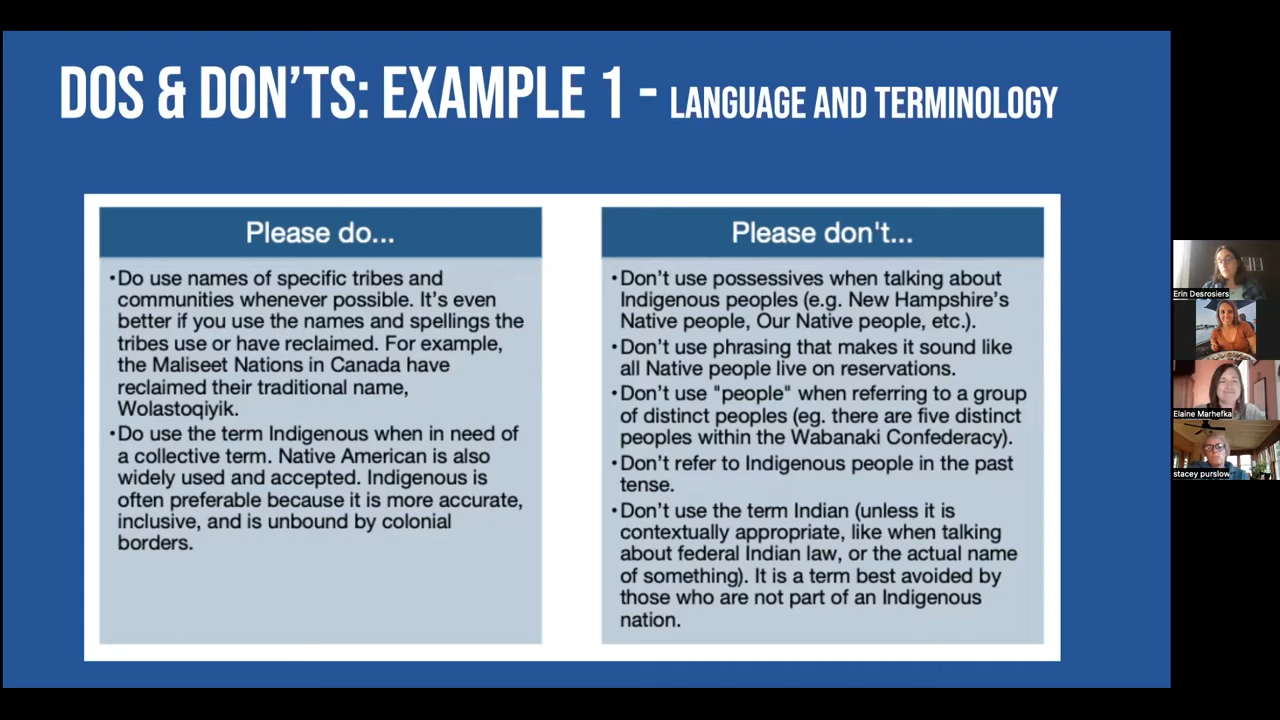 DOS & DON'TS: EXAMPLE 1 - LANGUAGE AND TERMINOLOGY
Please do...
•Do use names of specific tribes and
communities whenever possible. It's even
better if you use the names and spellings the
tribes use or have reclaimed. For example,
the Maliseet Nations in Canada have
reclaimed their traditional name,
Wolastoqiyik.
•Do use the term Indigenous when in need of
a collective term. Native American is also
widely used and accepted. Indigenous is
often preferable because it is more accurate,
inclusive, and is unbound by colonial
borders.
Please don't...
•Don't use possessives when talking about
Indigenous peoples (e.g. New Hampshire's
Native people, Our Native people, etc.).
•Don't use phrasing that makes it sound like
all Native people live on reservations.
•Don't use "people" when referring to a group
of distinct peoples (eg. there are five distinct
peoples within the Wabanaki Confederacy).
•Don't refer to Indigenous people in the past
tense.
•Don't use the term Indian (unless it is
contextually appropriate, like when talking
about federal Indian law, or the actual name
of something). It is a term best avoided by
those who are not part of an Indigenous
nation.
Erin Desrosiers
Elaine Marhefka
stacey purslow